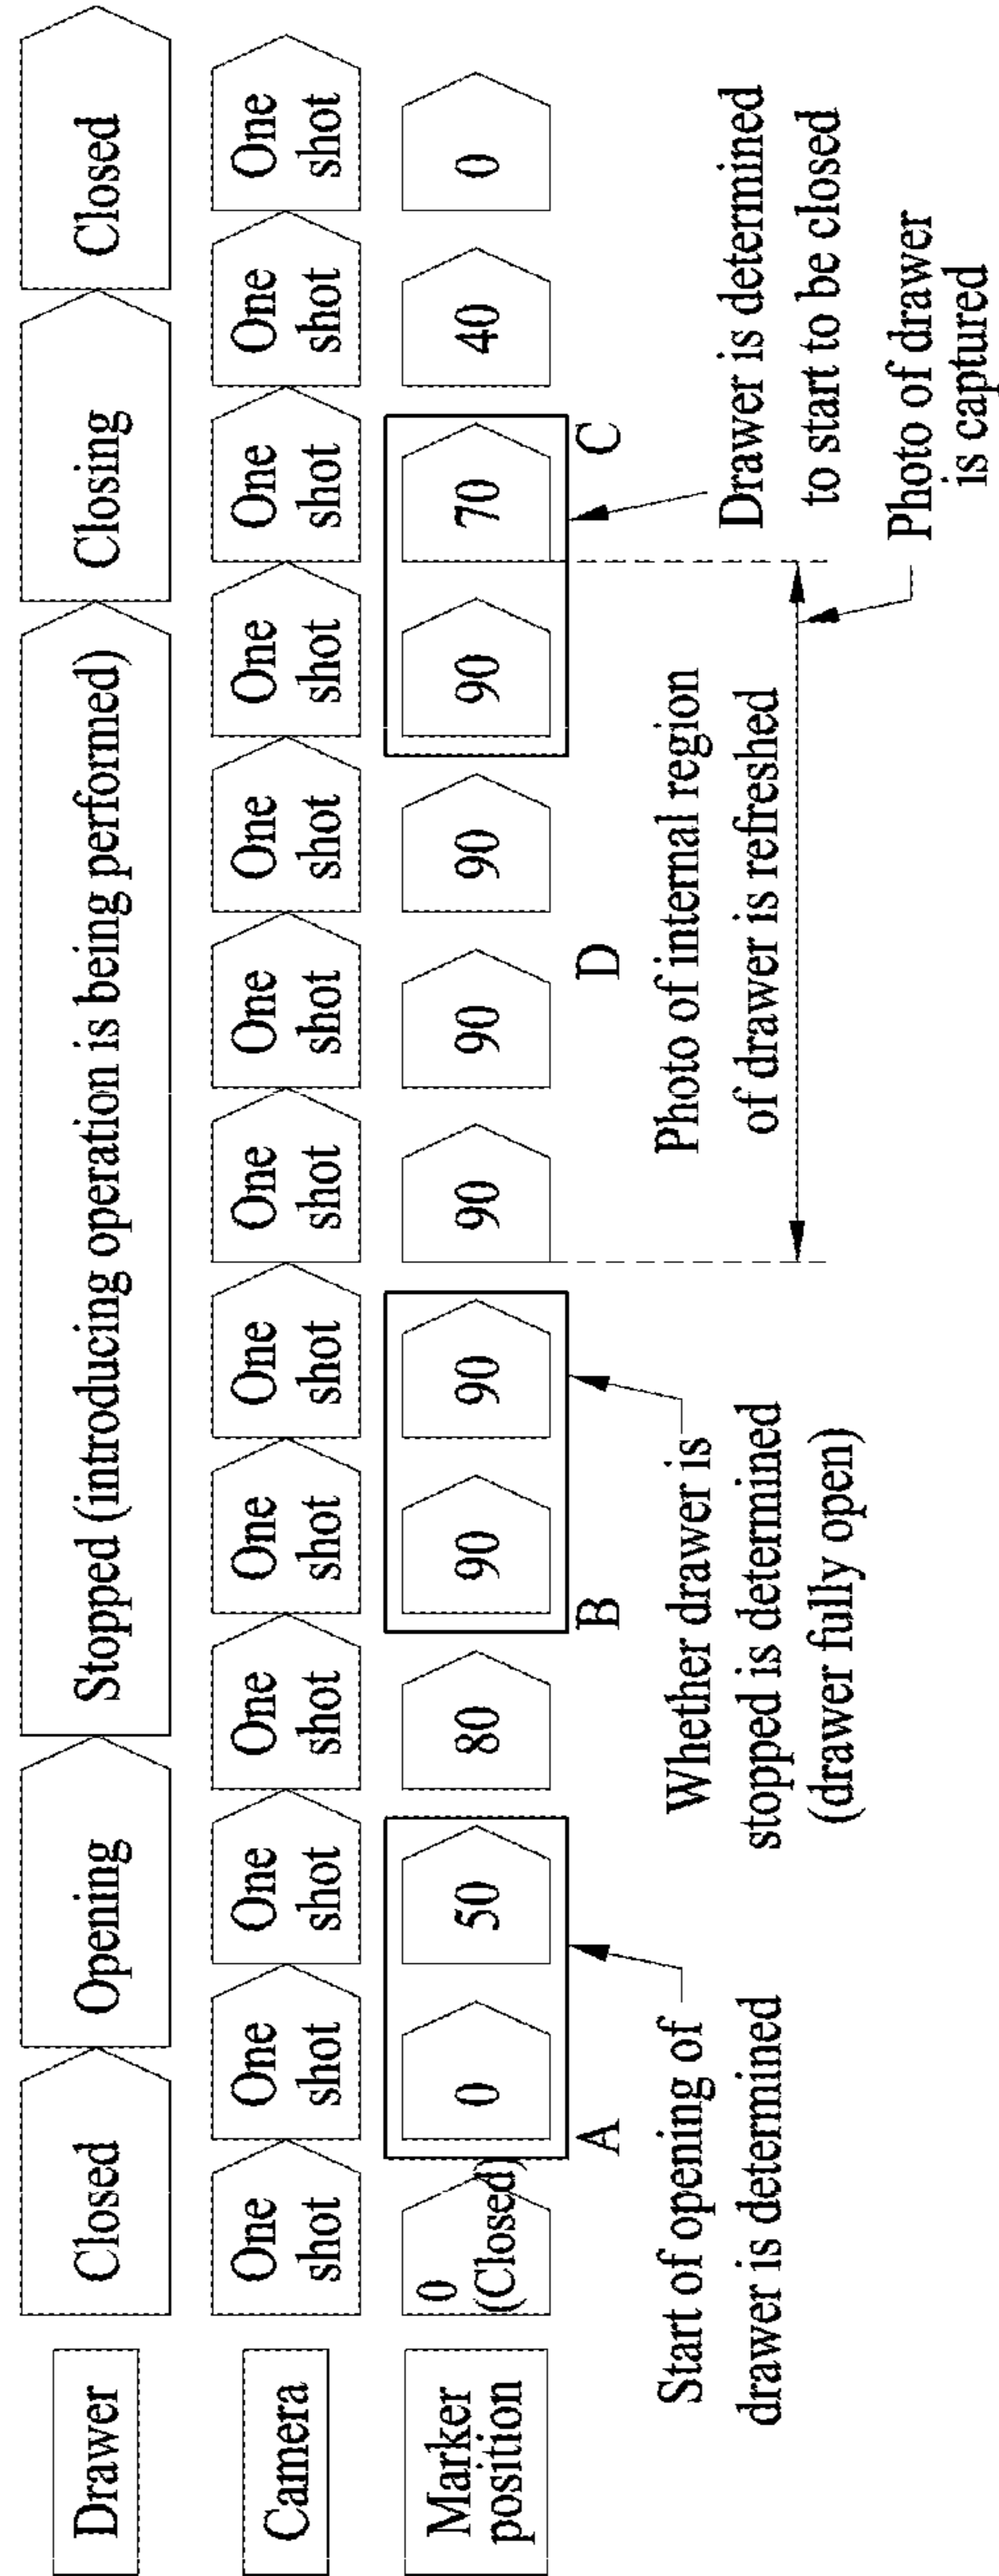 Drawer
Closed
Opening
Stopped (introducing operation is being performed)
Closing
Closed
Camera
One
shot
One
shot
One
shot
One
shot
One
shot
One
shot
One
shot
One
shot
One
shot
One
shot
One
shot
One
shot
One
shot
Marker
position
0
(Closed)
0
50
80
90
90
90
90
90
90
70
40
0
A
Start of opening of
drawer is determined
B
Whether drawer is
stopped is determined
(drawer fully open)
D
Photo of internal region
of drawer is refreshed
C
Drawer is determined
to start to be closed
Photo of drawer
is captured